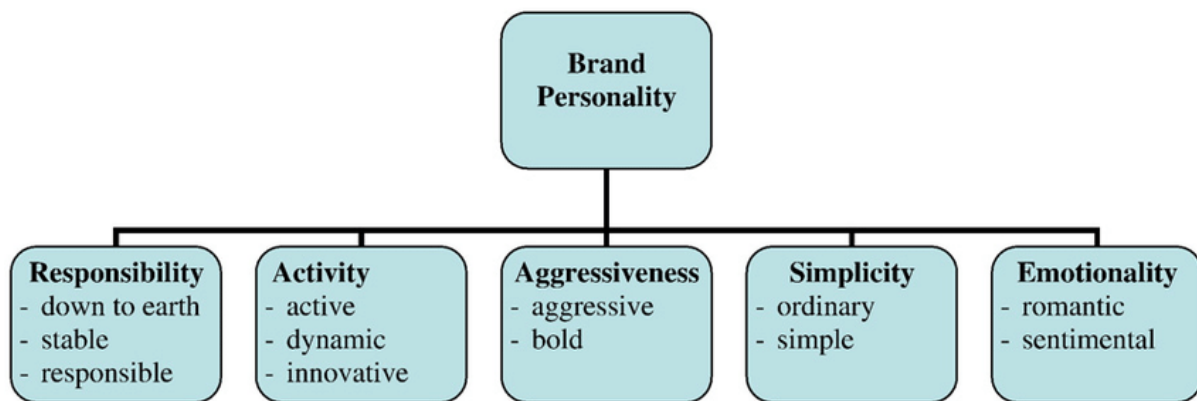 Brand
Personality
Responsibility
- down to earth
- stable
- responsible
Activity
- active
- dynamic
- innovative
Aggressiveness
- aggressive
- bold
Simplicity
- ordinary
- simple
Emotionality
- romantic
- sentimental